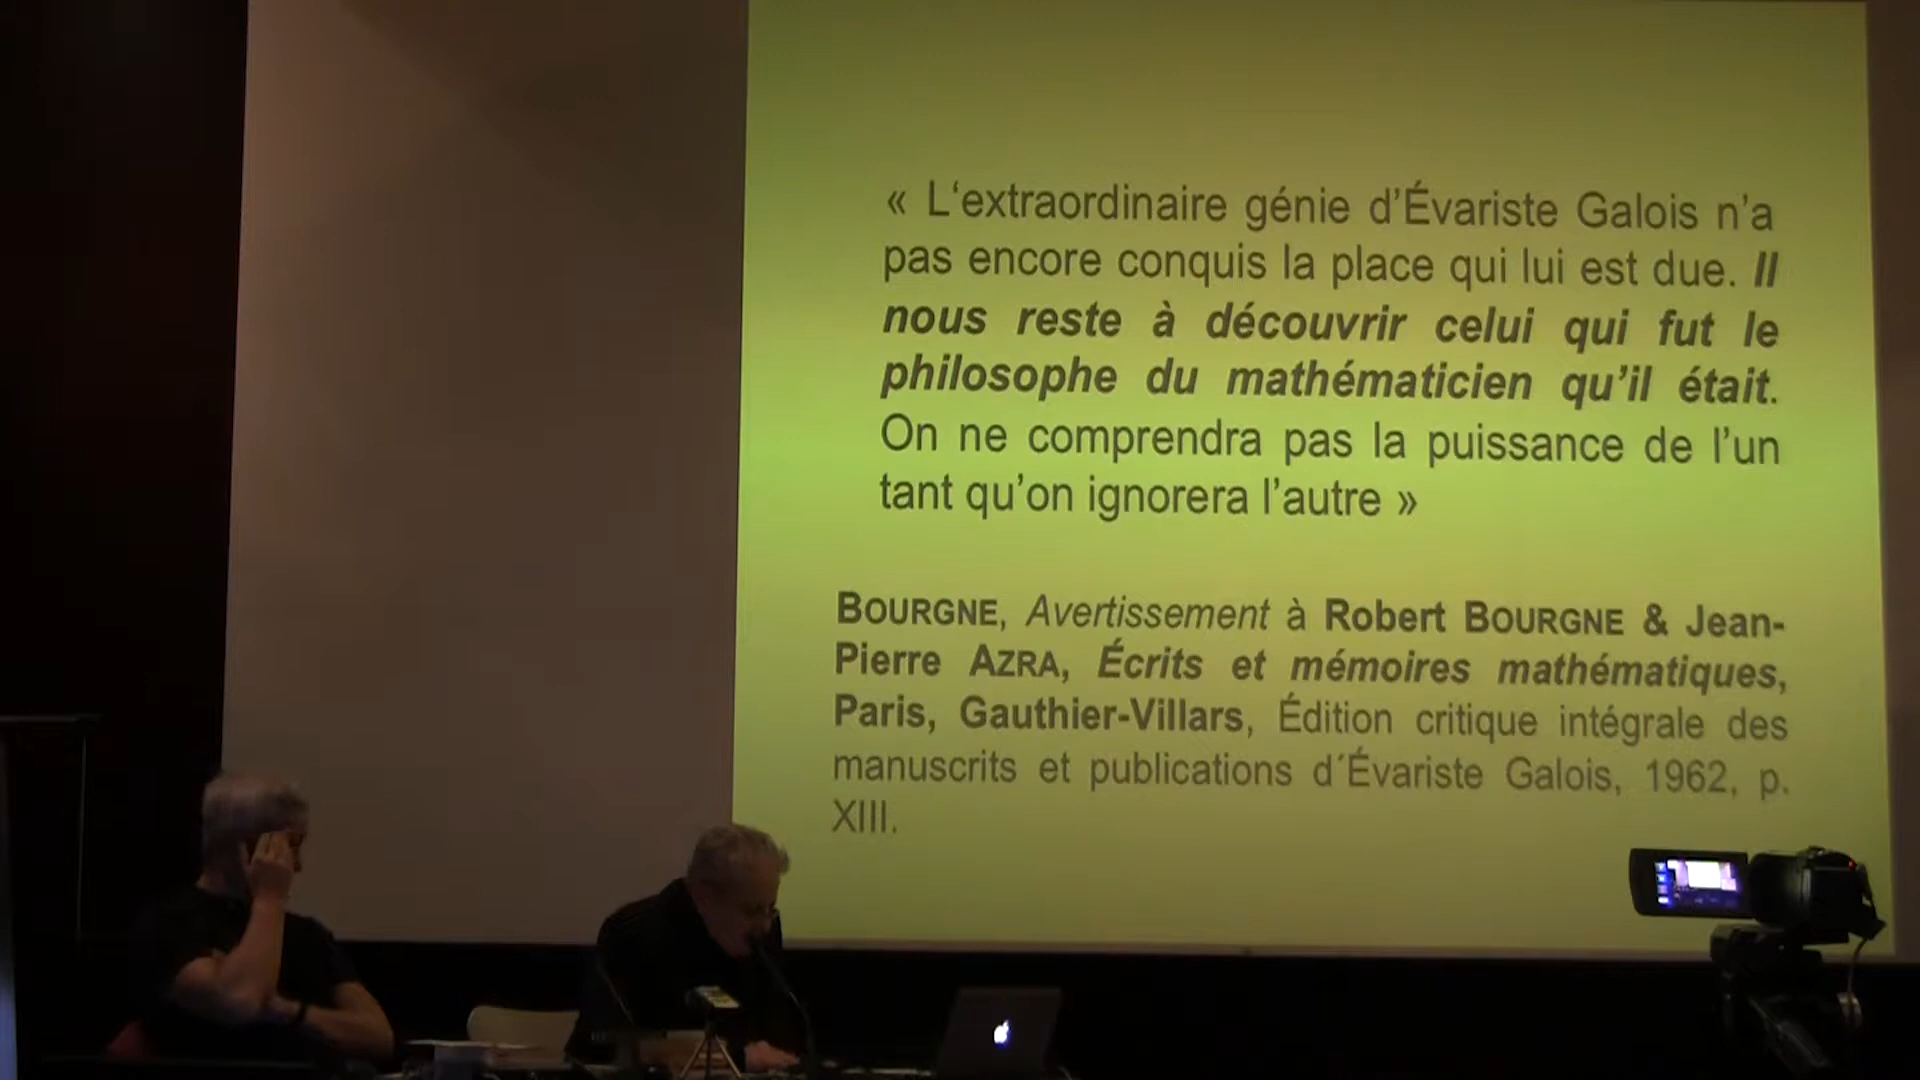 « L‘extraordinaire génie d’Évariste Galois n’a
pas encore conquis la place qui lui est due. Il
nous reste à découvrir celui qui fut le
philosophe du mathématicien qu’il était.
On ne comprendra pas la puissance de l’un
tant qu’on ignorera l’autre »
BOURGNE, Avertissement à Robert BOURGNE & Jean-
Pierre AZRA, Écrits et mémoires mathématiques,
Paris, Gauthier-Villars, Édition critique intégrale des
manuscrits et publications d´Évariste Galois, 1962, p.
XIII.